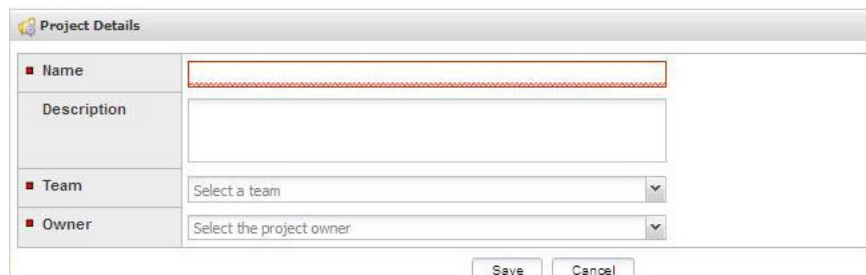 Project Details
Name
Description
Team Select a team
Owner Select the project owner
Save Cancel